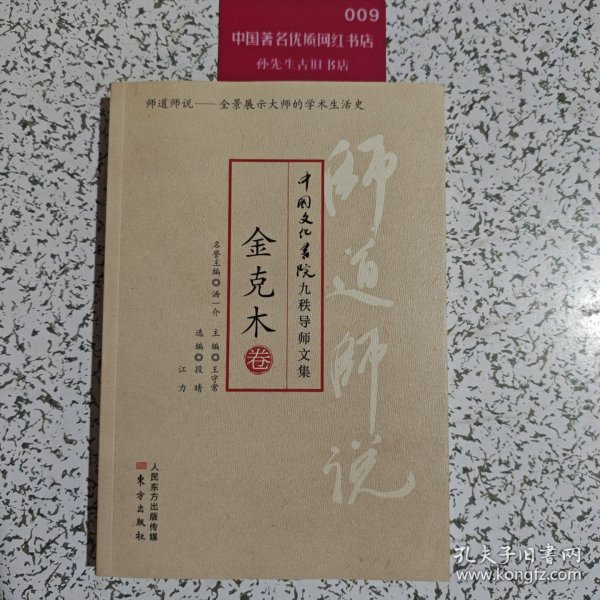 009
中国著名优质网红书店
孙先生古旧书店
师道师说——全景展示大师的学术生活史
师道师说
中国文化书院九秩导师文集
金克木
卷
名誉主编 汤一介
主编 王守常
选编 段晴
江力
人民东方出版传媒
东方出版社
孔夫子旧书网
www.kongfz.com